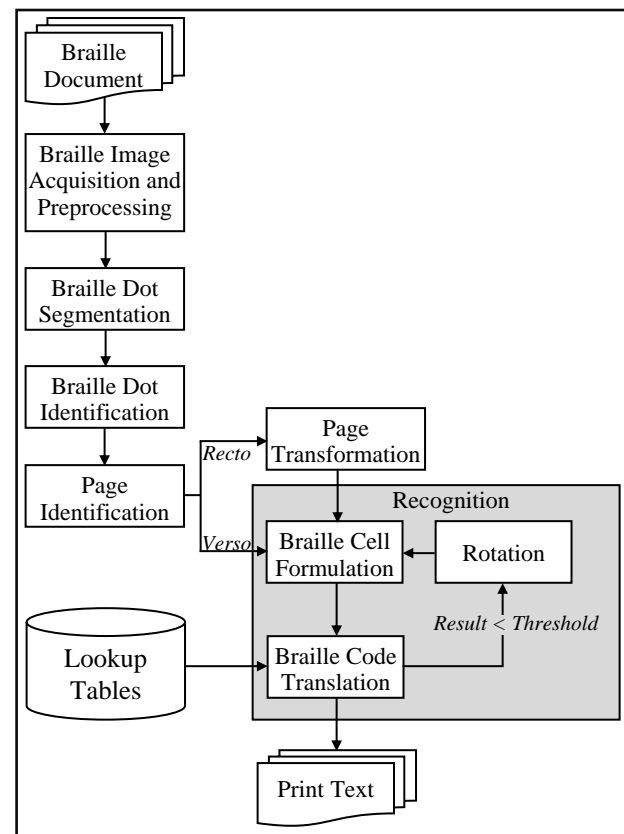 Braille
Document
Braille Image
Acquisition and
Preprocessing
Braille Dot
Segmentation
Braille Dot
Identification
Page
Identification
Recto
Verso
Page
Transformation
Recognition
Braille Cell
Formulation
Rotation
Result < Threshold
Lookup
Tables
Braille Code
Translation
Print Text